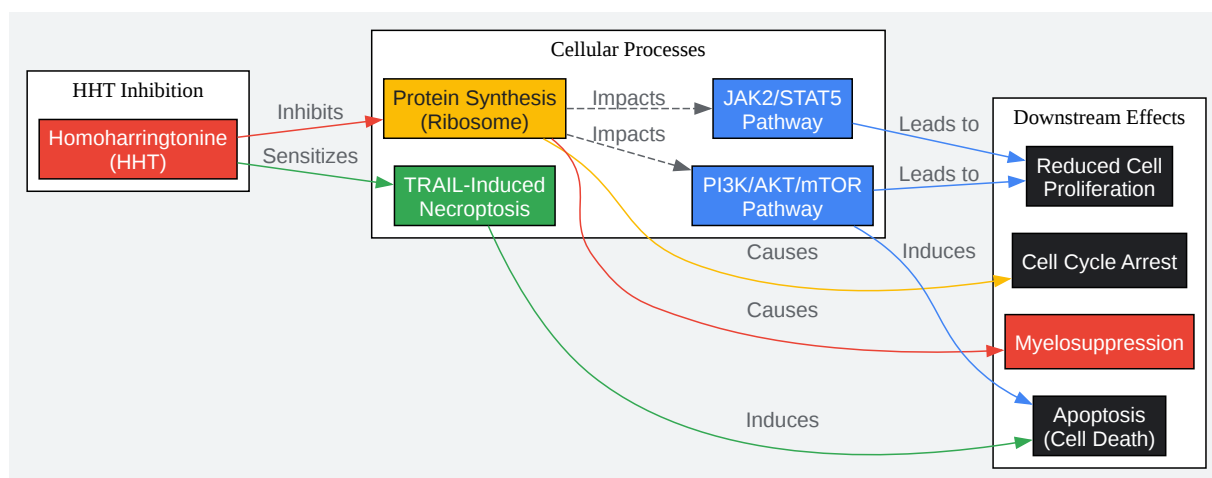 HHT Inhibition
Homoharringtonine
(HHT)
Inhibits
Sensitizes
Cellular Processes
Protein Synthesis
(Ribosome)
TRAIL-Induced
Necroptosis
Impacts
Impacts
JAK2/STAT5
Pathway
PI3K/AKT/mTOR
Pathway
Leads to
Leads to
Causes
Induces
Causes
Induces
Downstream Effects
Reduced Cell
Proliferation
Cell Cycle Arrest
Myelosuppression
Apoptosis
(Cell Death)